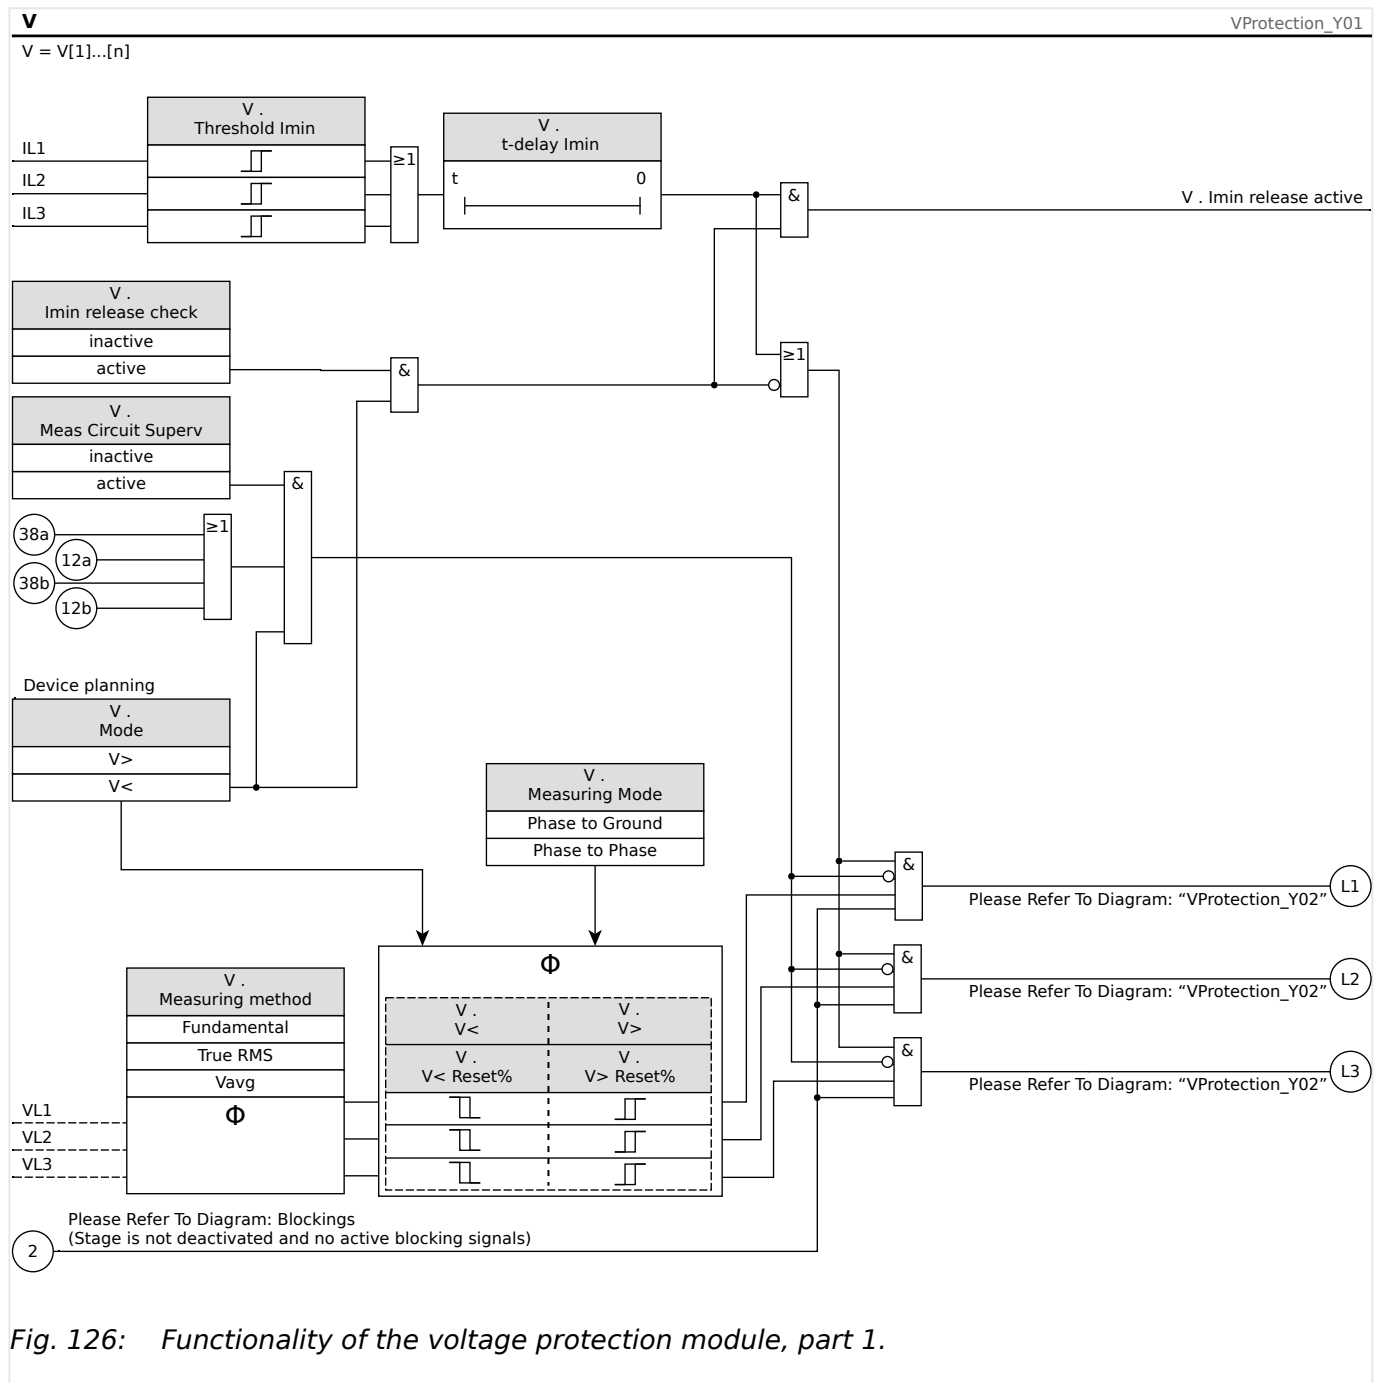 V
VProtection_Y01
V = V[1]...[n]
V .
Threshold Imin
IL1
IL2
IL3
≥1
V .
t-delay Imin
t
0
&
V . Imin release active
V .
Imin release check
inactive
active
&
≥1
V .
Meas Circuit Superv
inactive
active
&
38a
12a
38b
12b
≥1
Device planning
V .
Mode
V>
V<
V .
Measuring Mode
Phase to Ground
Phase to Phase
&
L1
Please Refer To Diagram: “VProtection_Y02”
&
L2
Please Refer To Diagram: “VProtection_Y02”
&
L3
Please Refer To Diagram: “VProtection_Y02”
Φ
V .
V<
V .
V>
V .
V< Reset%
V .
V> Reset%
V .
Measuring method
Fundamental
True RMS
Vavg
Φ
VL1
VL2
VL3
Please Refer To Diagram: Blockings
(Stage is not deactivated and no active blocking signals)
2
Fig. 126: Functionality of the voltage protection module, part 1.